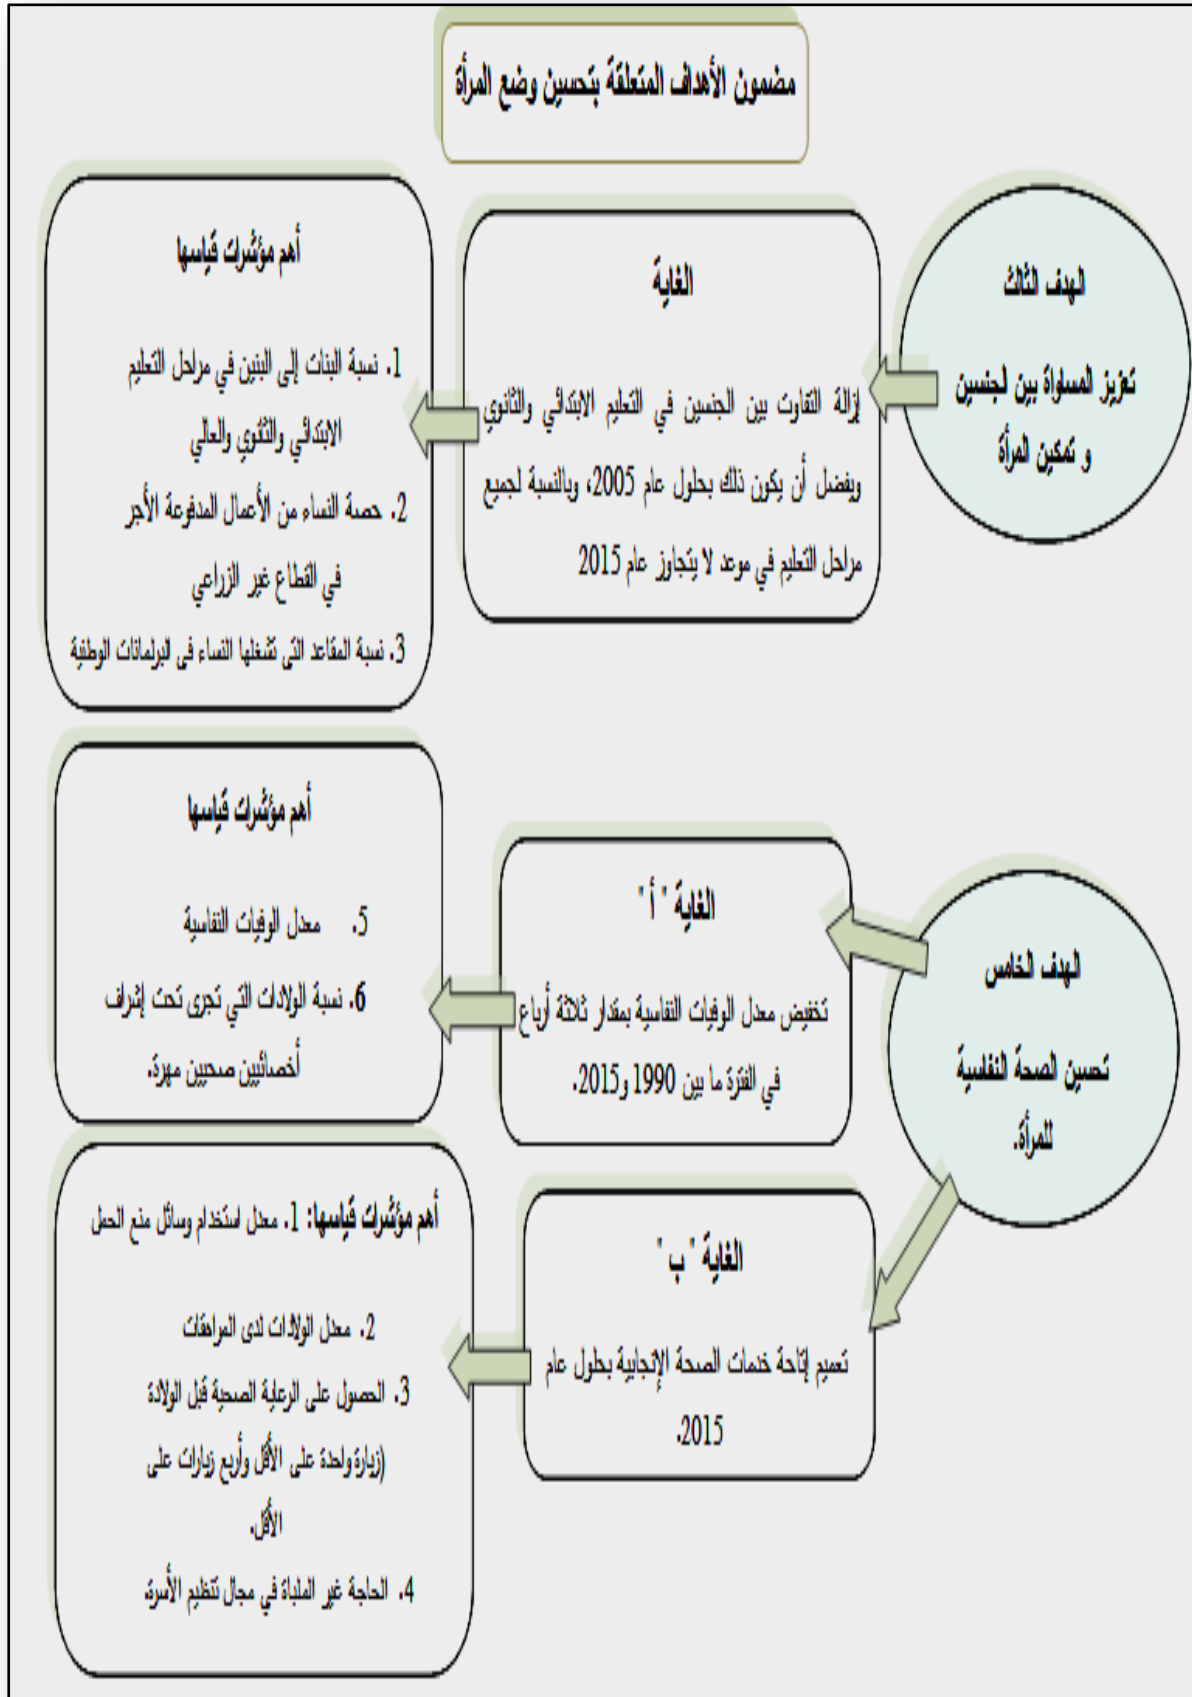 مضمون الأهداف المتعلقة بتحسين وضع المرأة
الهدف الثالث
تعزيز المساواة بين الجنسين
و تمكين المرأة
الغاية
إزالة التفاوت بين الجنسين في التعليم الابتدائي والثانوي
ويفضل أن يكون ذلك بحلول عام 2005، وبالنسبة لجميع
مراحل التعليم في موعد لا يتجاوز عام 2015
أهم مؤشرات قياسها
1. نسبة البنات إلى البنين في مراحل التعليم
الابتدائي والثانوي والعالي
2. حصة النساء من الأعمال المدفوعة الأجر
في القطاع غير الزراعي
3. نسبة المقاعد التي تشغلها النساء في البرلمانات الوطنية
الهدف الخامس
تحسين الصحة النفاسية
للمرأة.
الغاية " أ "
تخفيض معدل الوفيات النفاسية بمقدار ثلاثة أرباع
في الفترة ما بين 1990 و2015.
أهم مؤشرات قياسها
5. معدل الوفيات النفاسية
6. نسبة الولادات التي تجرى تحت إشراف
أخصائيين صحيين مهرة.
الغاية " ب "
تعميم إتاحة خدمات الصحة الإنجابية بحلول عام
2015.
أهم مؤشرات قياسها: 1. معدل استخدام وسائل منع الحمل
2. معدل الولادات لدى المراهقات
3. الحصول على الرعاية الصحية قبل الولادة
(زيارة واحدة على الأقل وأربع زيارات على
الأقل.
4. الحاجة غير الملباة في مجال تنظيم الأسرة.